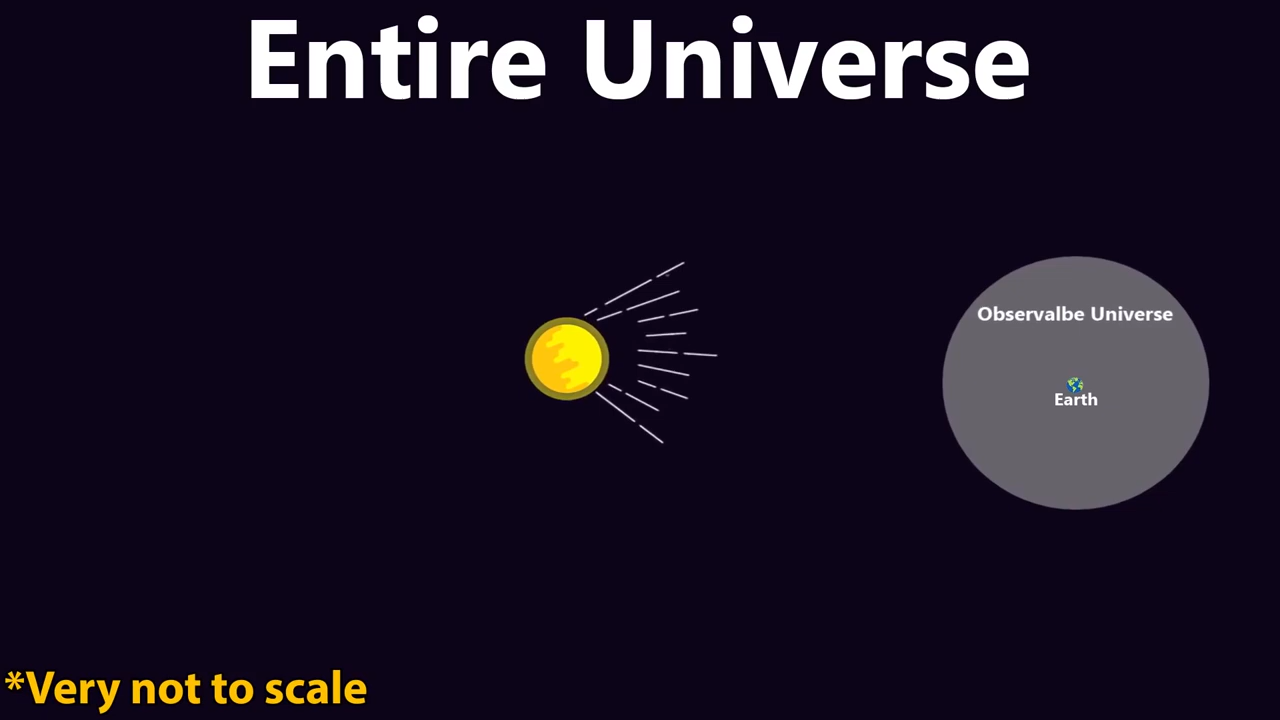 Entire Universe
Observalbe Universe
Earth
*Very not to scale